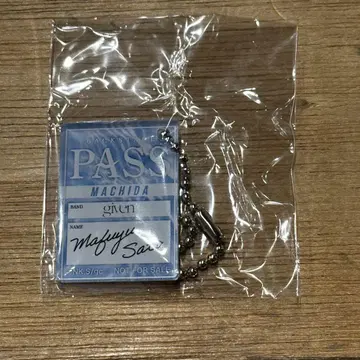 PASS
MACHIDA
BAND
given
NAME
Mafuyu
Sato
NOT FOR SALE